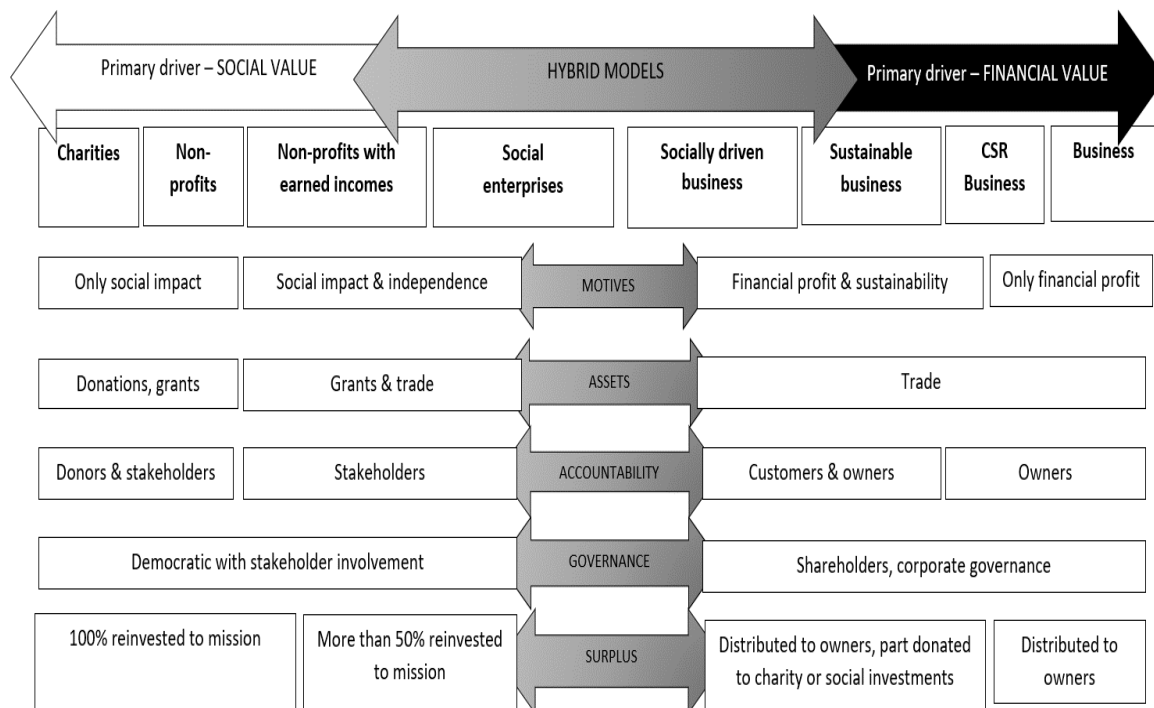 Primary driver – SOCIAL VALUE
HYBRID MODELS
Primary driver – FINANCIAL VALUE
Charities
Non-
profits
Non-profits with
earned incomes
Social
enterprises
Socially driven
business
Sustainable
business
CSR
Business
Business
Only social impact
Social impact & independence
MOTIVES
Financial profit & sustainability
Only financial profit
Donations, grants
Grants & trade
ASSETS
Trade
Donors & stakeholders
Stakeholders
ACCOUNTABILITY
Customers & owners
Owners
Democratic with stakeholder involvement
GOVERNANCE
Shareholders, corporate governance
100% reinvested to mission
More than 50% reinvested
to mission
SURPLUS
Distributed to owners, part donated
to charity or social investments
Distributed to
owners